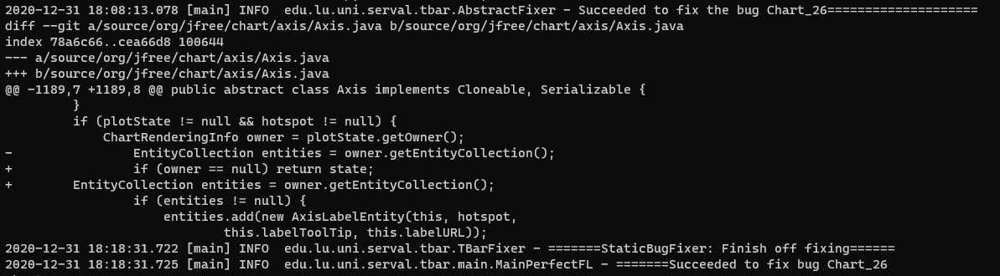 2020-12-31 18:08:13.078 [main] INFO  edu.lu.uni.serval.tbar.AbstractFixer - Succeeded to fix the bug Chart_26====================
diff --git a/source/org/jfree/chart/axis/Axis.java b/source/org/jfree/chart/axis/Axis.java
index 78a6c66..cea66d8 100644
--- a/source/org/jfree/chart/axis/Axis.java
+++ b/source/org/jfree/chart/axis/Axis.java
@@ -1189,7 +1189,8 @@ public abstract class Axis implements Cloneable, Serializable {
         }
         if (plotState != null && hotspot != null) {
             ChartRenderingInfo owner = plotState.getOwner();
-                EntityCollection entities = owner.getEntityCollection();
+                if (owner == null) return state;
+        EntityCollection entities = owner.getEntityCollection();
                 if (entities != null) {
                     entities.add(new AxisLabelEntity(this, hotspot,
                             this.labelToolTip, this.labelURL));
2020-12-31 18:18:31.722 [main] INFO  edu.lu.uni.serval.tbar.TBarFixer - =======StaticBugFixer: Finish off fixing======
2020-12-31 18:18:31.725 [main] INFO  edu.lu.uni.serval.tbar.main.MainPerfectFL - =======Succeeded to fix bug Chart_26